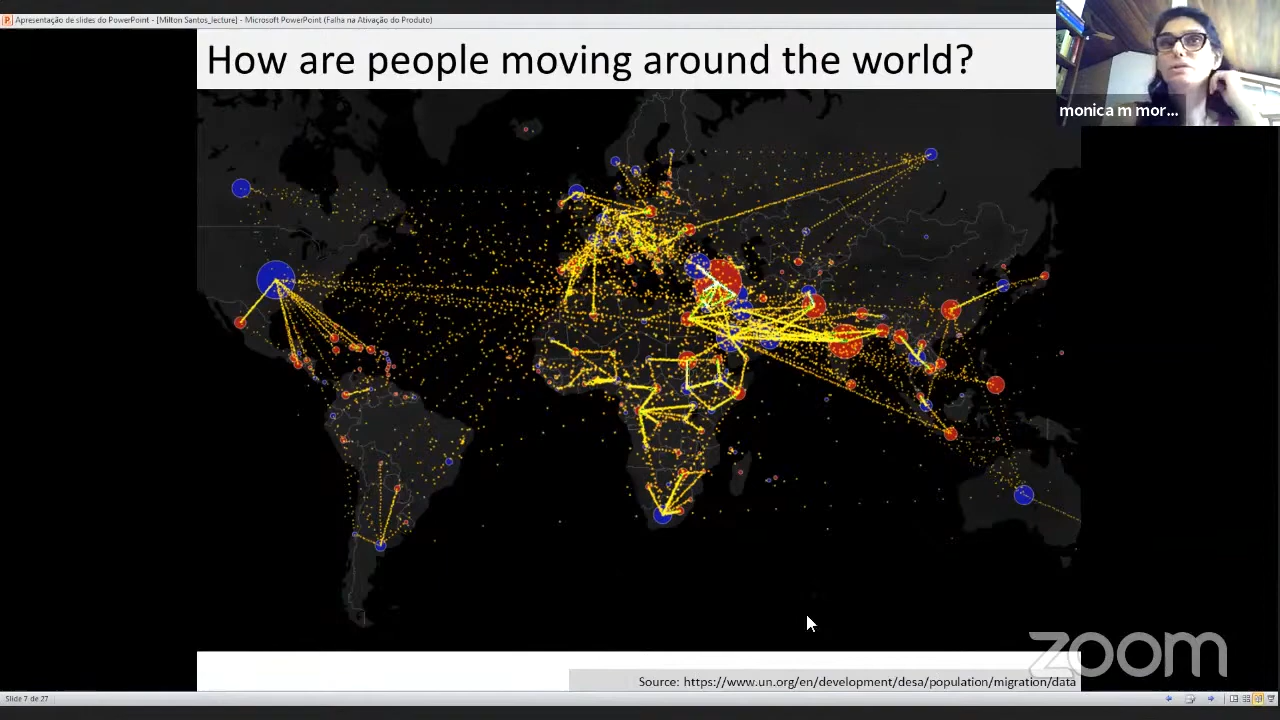 Apresentação de slides do PowerPoint - [Milton Santos_lecture] - Microsoft PowerPoint (Falha na Ativação do Produto)
How are people moving around the world?
monica m mor...
zoom
Source: https://www.un.org/en/development/desa/population/migration/data
Slide 7 de 27